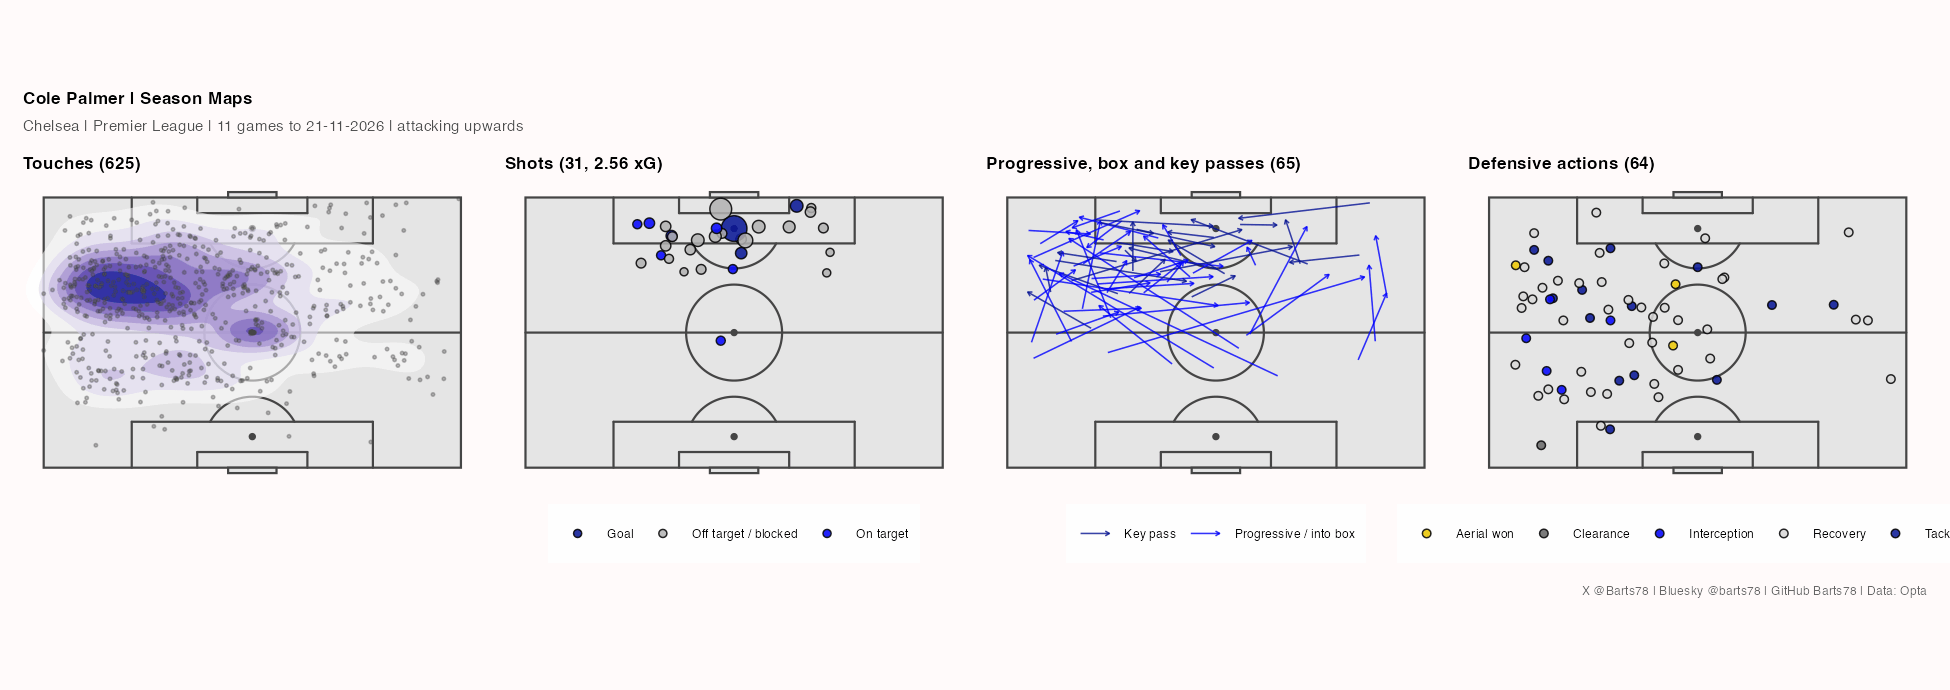 Cole Palmer | Season Maps
Chelsea | Premier League | 11 games to 21-11-2026 | attacking upwards
Touches (625)
Shots (31, 2.56 xG)
Progressive, box and key passes (65)
Defensive actions (64)
Goal
Off target / blocked
On target
Key pass
Progressive / into box
Aerial won
Clearance
Interception
Recovery
Tack
X @Barts78 | Bluesky @barts78 | GitHub Barts78 | Data: Opta